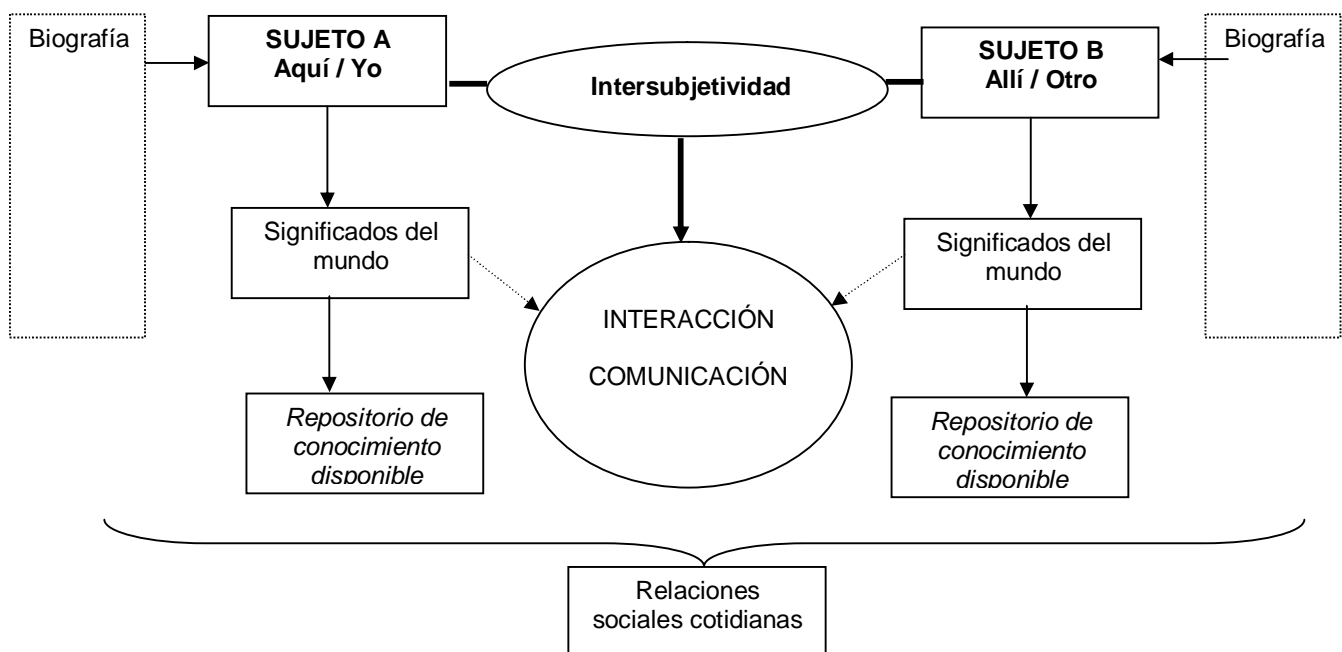 Biografía
SUJETO A
Aquí / Yo
Intersubjetividad
SUJETO B
Allí / Otro
Biografía
Significados del
mundo
INTERACCIÓN
COMUNICACIÓN
Significados del
mundo
Repositorio de
conocimiento
disponible
Repositorio de
conocimiento
disponible
Relaciones
sociales cotidianas